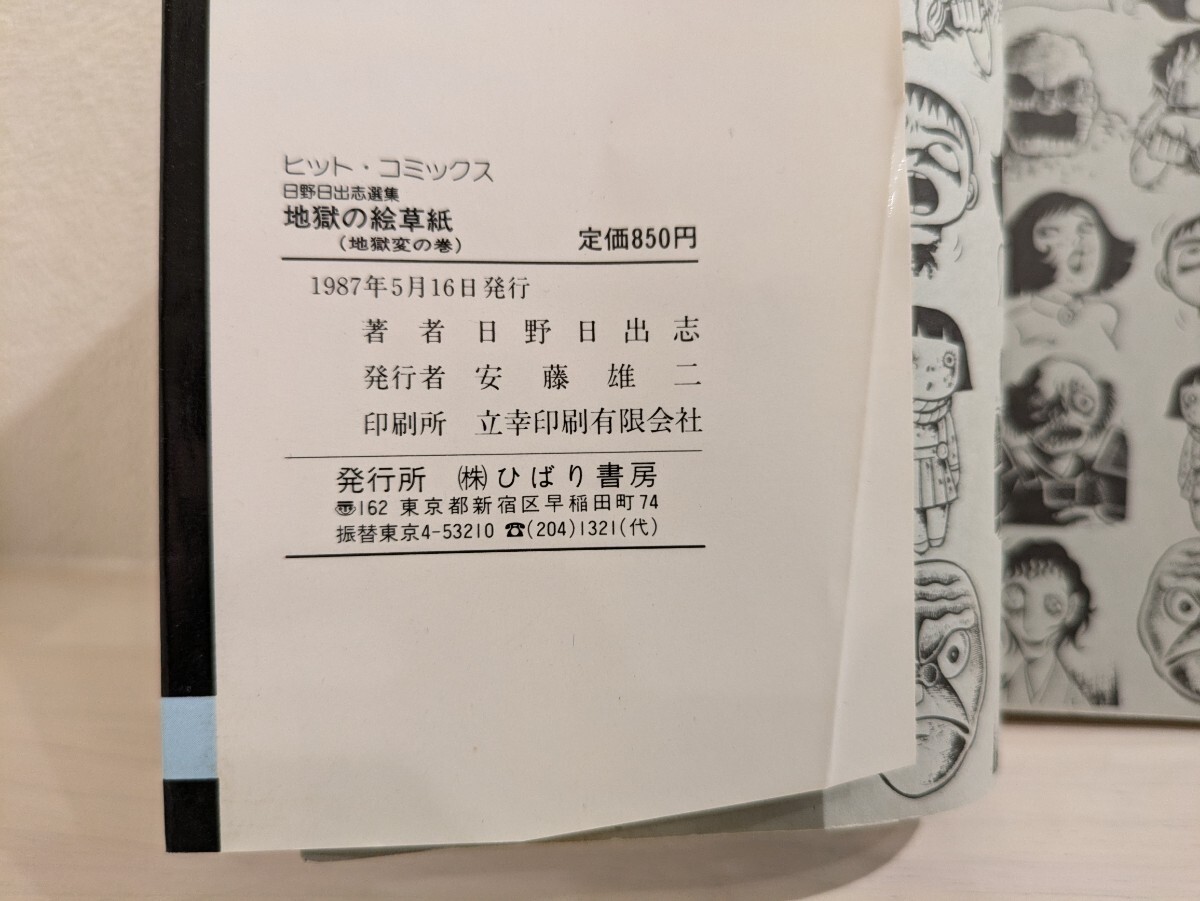 ヒット・コミックス
日野日出志選集
地獄の絵草紙
(地獄変の巻) 定価850円
1987年5月16日発行
著者 日野日出志
発行者 安藤雄二
印刷所 立幸印刷有限会社
発行所 ㈱ひばり書房
〠162 東京都新宿区早稲田町74
振替東京4-53210 ☎(204)1321(代)